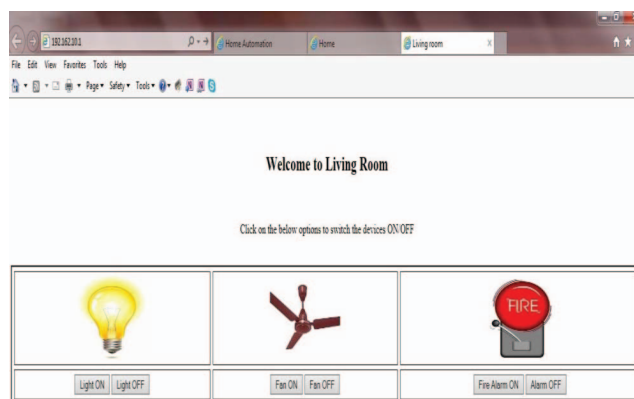 192.162.10.1
Home Automation Home Living room X
File Edit View Favorites Tools Help
Page Safety Tools
Welcome to Living Room
Click on the below options to switch the devices ON/OFF
FIRE
Light ON Light OFF Fan ON Fan OFF Fire Alarm ON Alarm OFF